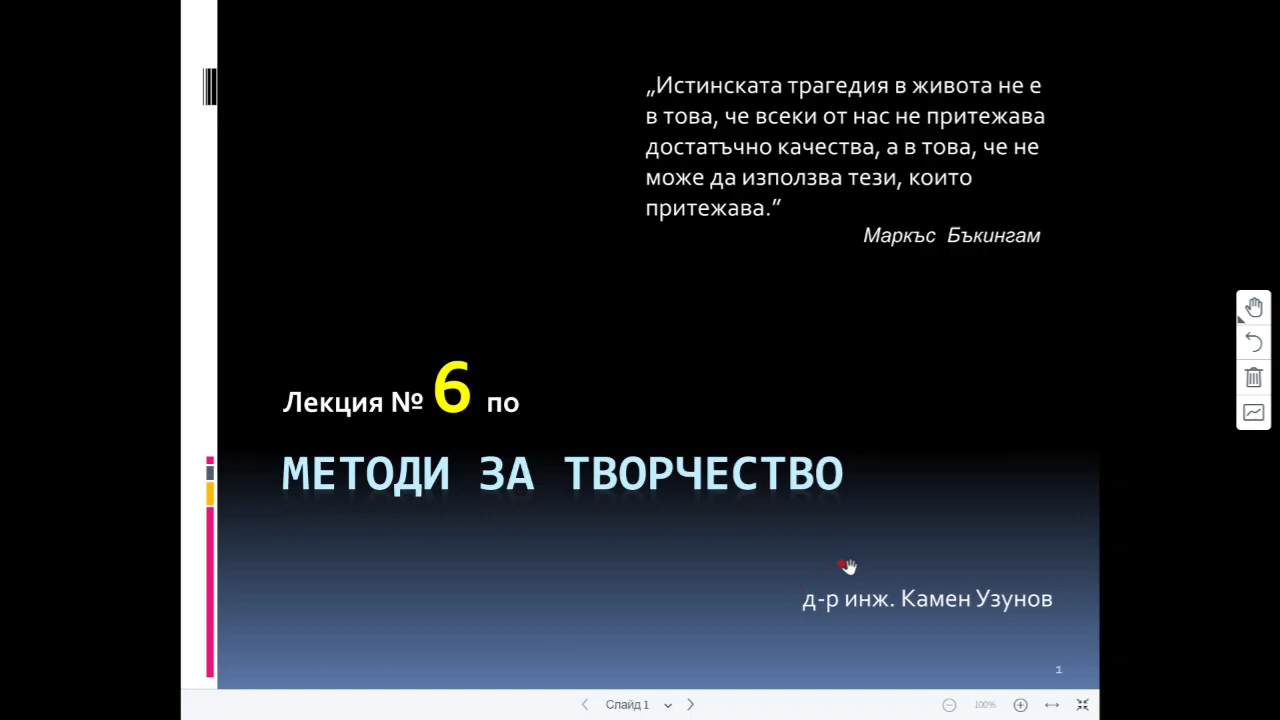 „Истинската трагедия в живота не е
в това, че всеки от нас не притежава
достатъчно качества, а в това, че не
може да използва тези, които
притежава.”
Маркъс Бъкингам
Лекция № 6 по
МЕТОДИ ЗА ТВОРЧЕСТВО
д-р инж. Камен Узунов
1
Слайд 1
100%